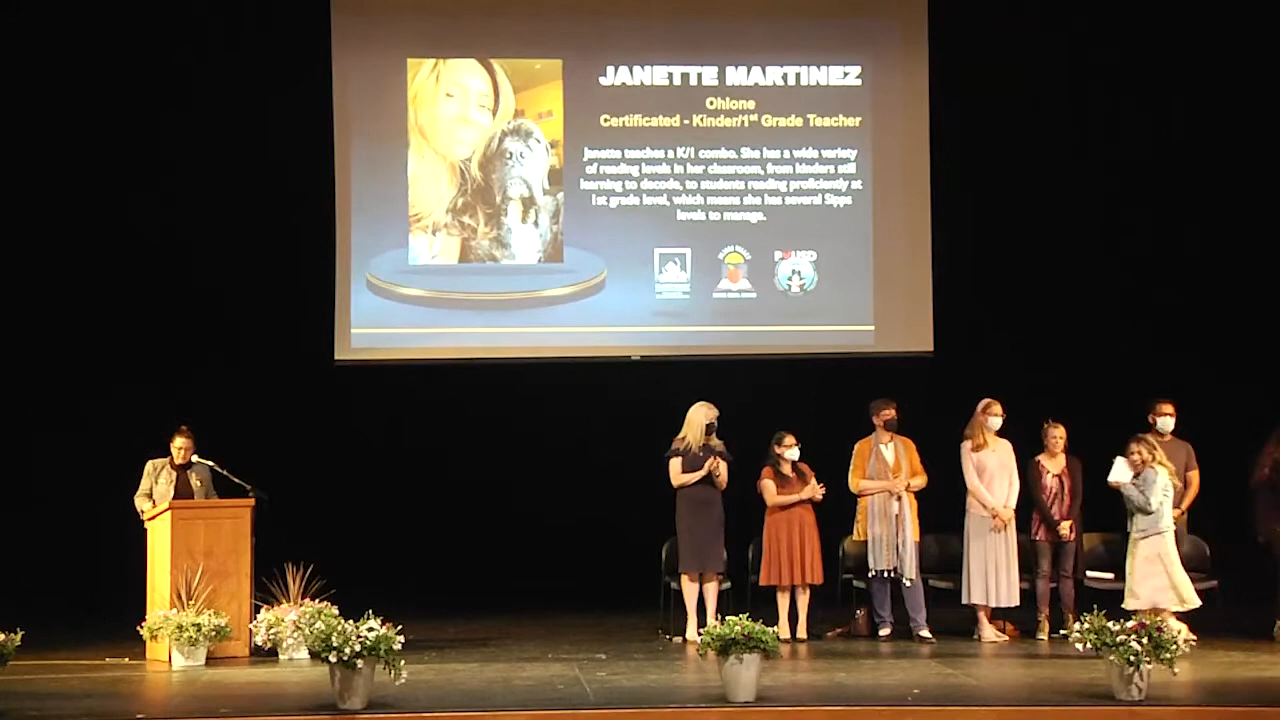 JANETTE MARTINEZ
Ohlone
Certificated - Kinder/1st Grade Teacher
Janette teaches a K/1 combo. She has a wide variety
of reading levels in her classroom, from kinders still
learning to decode, to students reading proficiently at
1st grade level, which means she has several Sipps
levels to manage.
PVUSD